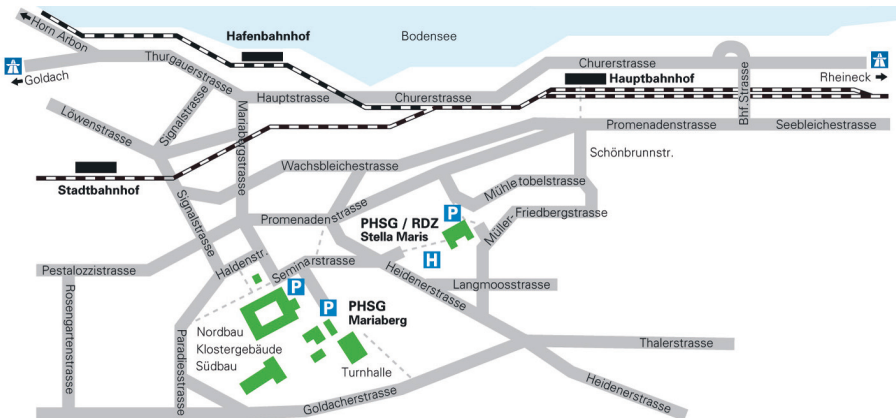 Horn Arbon
Goldach
Hafenbahnhof
Bodensee
Thurgauerstrasse
Churerstrasse
Hauptbahnhof
Rheineck
Löwenstrasse
Signalstrasse
Hauptstrasse
Churerstrasse
Bhf.Strasse
Mariabergstrasse
Promenadenstrasse
Seebleichestrasse
Schönbrunnstr.
Stadtbahnhof
Wachsbleichestrasse
Signalstrasse
Mühletobelstrasse
P
Promenadenstrasse
PHSG / RDZ
Stella Maris
Müller-Friedbergstrasse
H
Pestalozzistrasse
Haldenstr.
Seminarstrasse
Heidenerstrasse
Langmoosstrasse
P
P
PHSG
Mariaberg
Rosengartenstrasse
Paradiesstrasse
Nordbau
Klostergebäude
Südbau
Turnhalle
Thalerstrasse
Goldacherstrasse
Heidenerstrasse